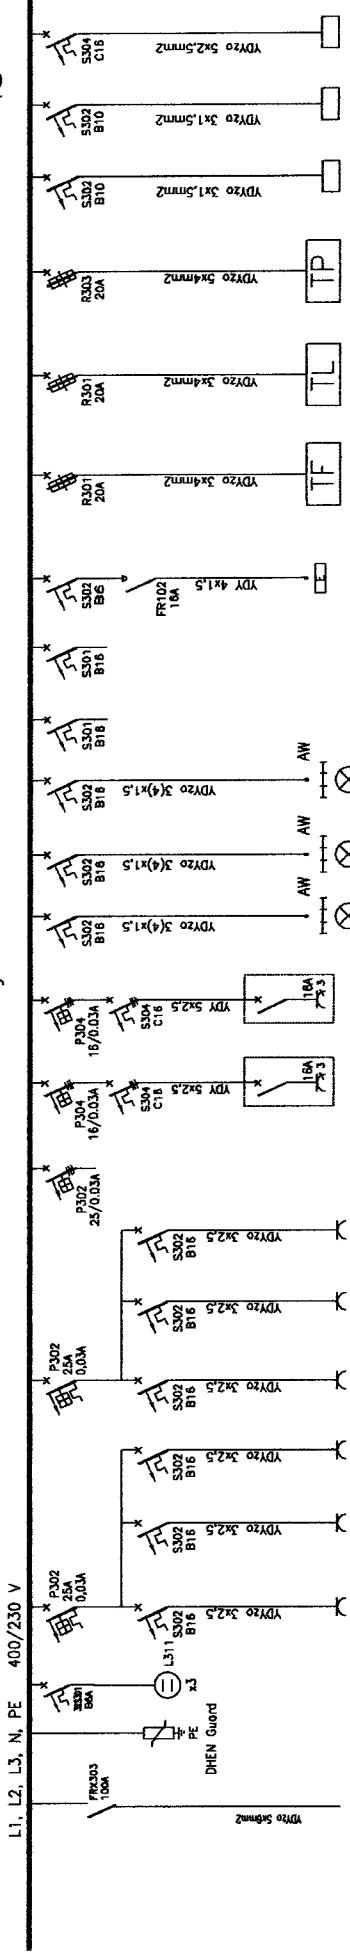 S304
C16
YDYżo 5x2,5mm2
S302
B10
YDYżo 3x1,5mm2
S302
B10
YDYżo 3x1,5mm2
R303
20A
YDYżo 5x4mm2
TP
R301
20A
YDYżo 3x4mm2
TL
R301
20A
YDYżo 3x4mm2
TF
S302
B6
FR102
16A
YDY 4x1,5
E
S301
B16
S301
B16
S302
B16
YDYżo 3(4)x1,5
AW
S302
B16
YDYżo 3(4)x1,5
AW
S302
B16
YDYżo 3(4)x1,5
AW
P304
16/0.03A
S304
C16
YDY 5x2,5
16A
3
P304
16/0.03A
S304
C16
YDY 5x2,5
16A
3
P302
25/0.03A
S302
B16
YDYżo 3x2,5
S302
B16
YDYżo 3x2,5
P302
25A
0,03A
S302
B16
YDYżo 3x2,5
S302
B16
YDYżo 3x2,5
S302
B16
YDYżo 3x2,5
P302
25A
0,03A
S302
B16
YDYżo 3x2,5
B6A
L311
x3
PE
DHEN Guard
FRX303
100A
YDYżo 5x6mm2
L1, L2, L3, N, PE 400/230 V